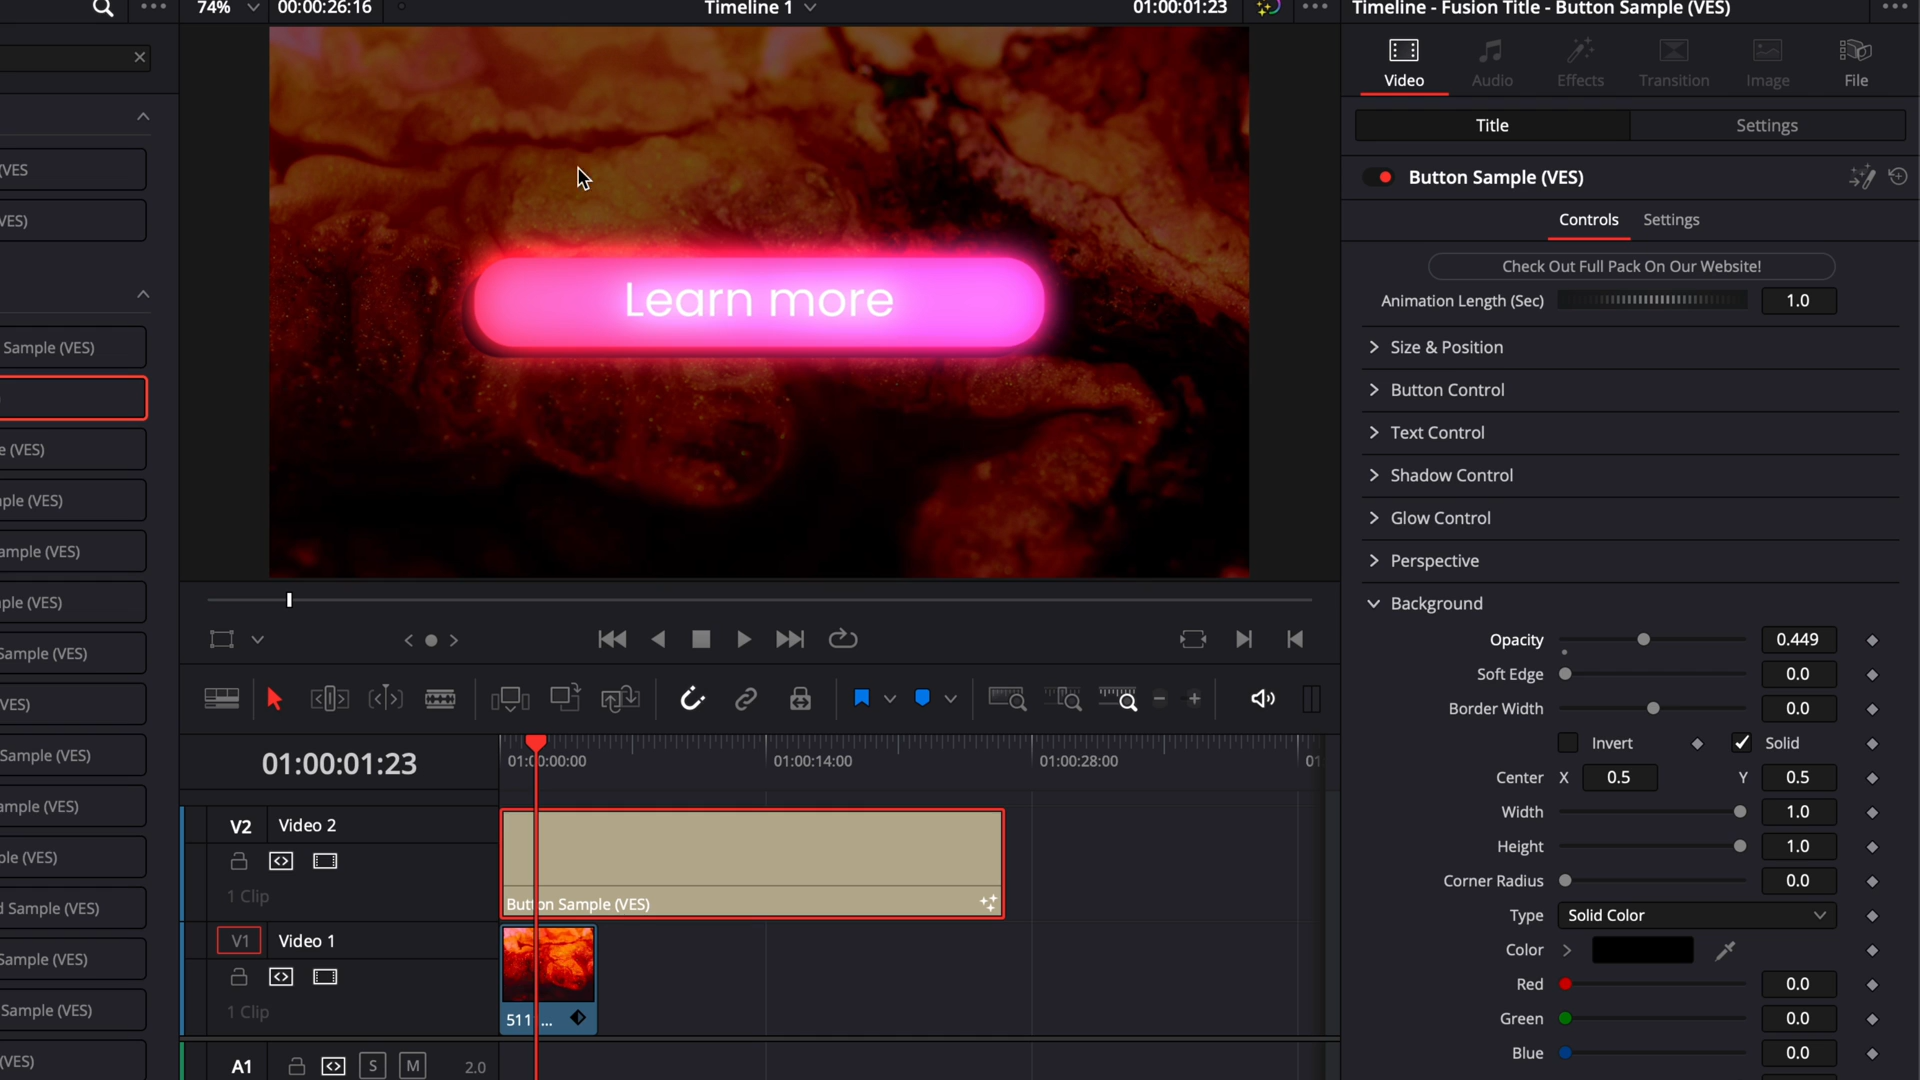 74%
00:00:26:16
Timeline 1
01:00:01:23
Timeline - Fusion Title - Button Sample (VES)
Video
Audio
Effects
Transition
Image
File
Title
Settings
Button Sample (VES)
Controls
Settings
Check Out Full Pack On Our Website!
Animation Length (Sec)
1.0
Size & Position
Button Control
Text Control
Shadow Control
Glow Control
Perspective
Background
Opacity
0.449
Soft Edge
0.0
Border Width
0.0
Invert
Solid
Center
X
0.5
Y
0.5
Width
1.0
Height
1.0
Corner Radius
0.0
Type
Solid Color
Color
Red
0.0
Green
0.0
Blue
0.0
(VES
VES)
Sample (VES)
e (VES)
ple (VES)
ample (VES)
ple (VES)
Sample (VES)
VES)
Sample (VES)
ample (VES)
ple (VES)
d Sample (VES)
Sample (VES)
Sample (VES)
(VES)
Learn more
01:00:01:23
01:00:00:00
01:00:14:00
01:00:28:00
01
V2
Video 2
1 Clip
Button Sample (VES)
V1
Video 1
1 Clip
511 ...
A1
S
M
2.0